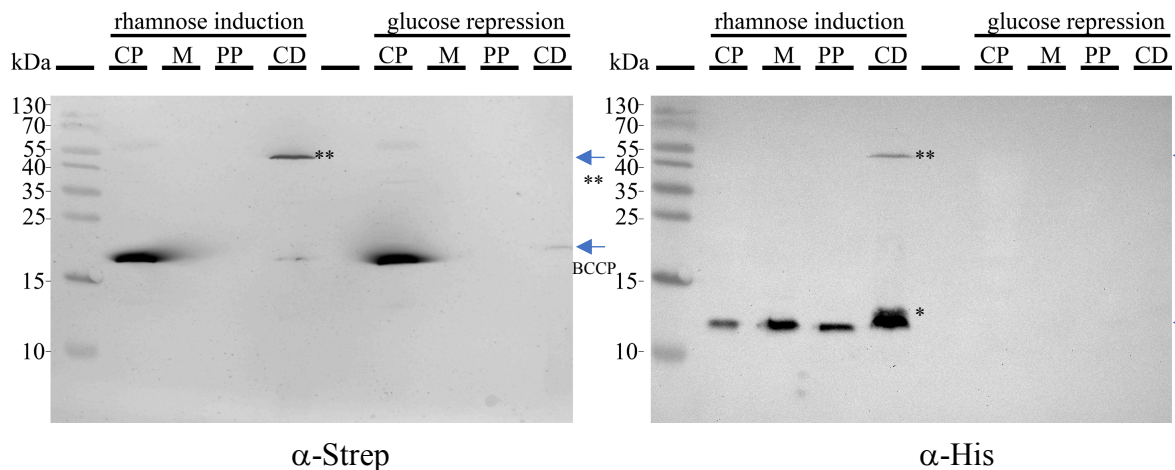 rhamnose induction glucose repression
kDa CP M PP CD CP M PP CD
130
70
55
40
35
25
15
10
**
**
BCCP
α-Strep
rhamnose induction glucose repression
kDa CP M PP CD CP M PP CD
130
70
55
40
35
25
15
10
**
*
α-His